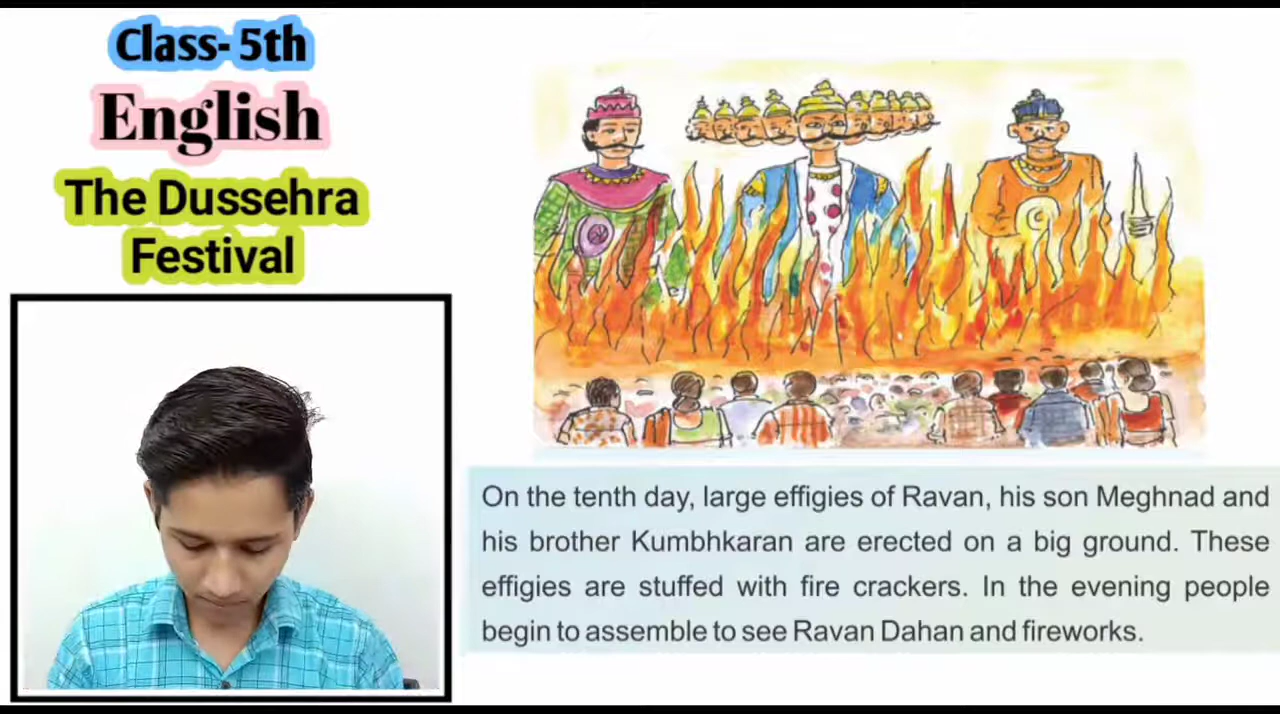 Class- 5th
English
The Dussehra
Festival
On the tenth day, large effigies of Ravan, his son Meghnad and
his brother Kumbhkaran are erected on a big ground. These
effigies are stuffed with fire crackers. In the evening people
begin to assemble to see Ravan Dahan and fireworks.